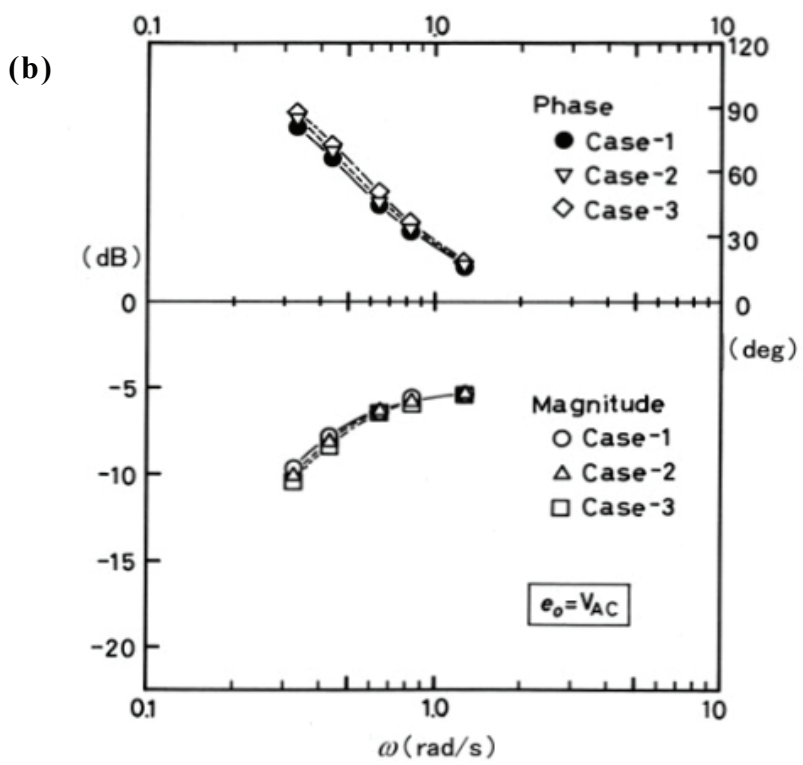 0.1 1.0 10
(b)
120
Phase
90
Case-1
Case-2
60
Case-3
30
(dB)
0 0
(deg)
-5
Magnitude
Case-1
-10
Case-2
Case-3
-15
e₀=V_AC
-20
0.1 1.0 10
ω(rad/s)